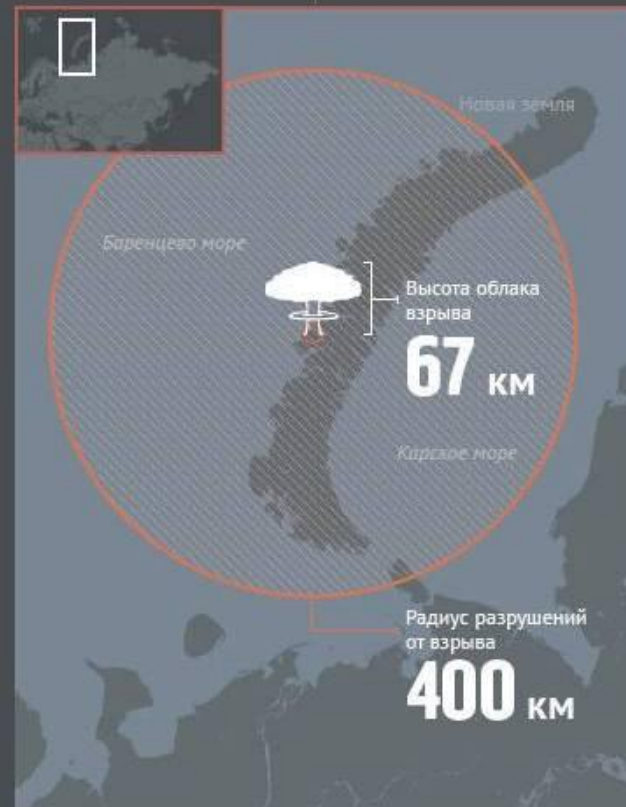 Новая земля
Баренцево море
Высота облака
взрыва
67 км
Карское море
Радиус разрушений
от взрыва
400 км